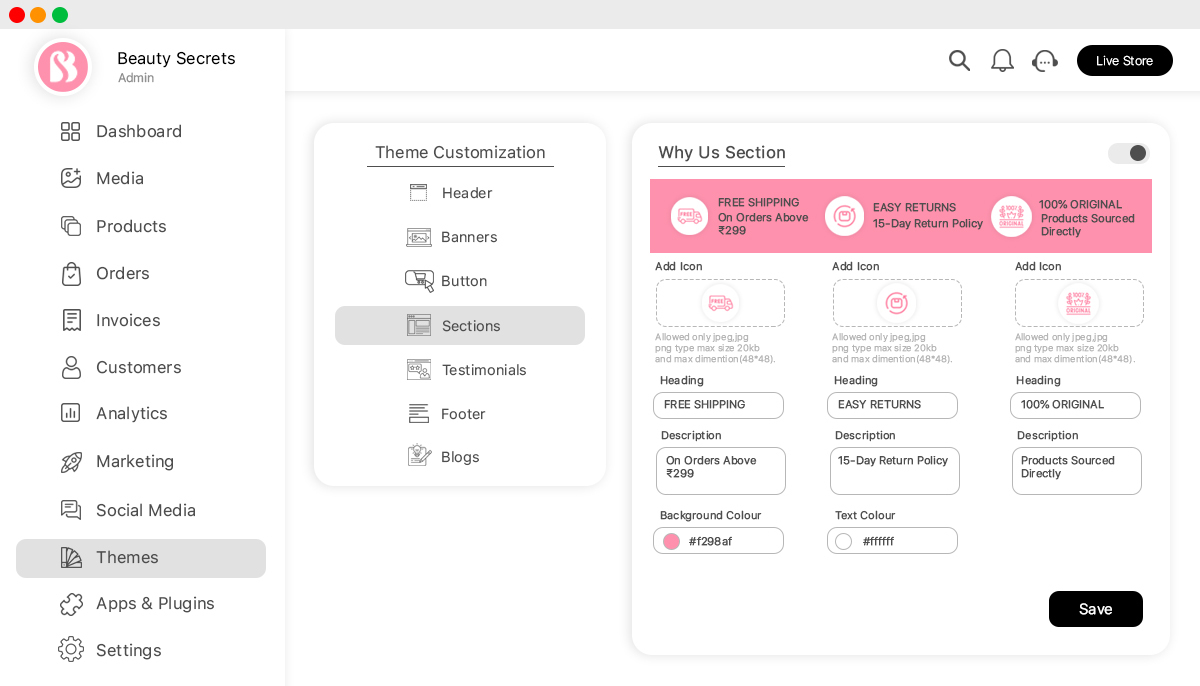 Beauty Secrets
Admin
Live Store
Dashboard
Media
Products
Orders
Invoices
Customers
Analytics
Marketing
Social Media
Themes
Apps & Plugins
Settings
Theme Customization
Header
Banners
Button
Sections
Testimonials
Footer
Blogs
Why Us Section
FREE
FREE SHIPPING
On Orders Above
₹299
EASY RETURNS
15-Day Return Policy
100%
ORIGINAL
100% ORIGINAL
Products Sourced
Directly
Add Icon
Add Icon
Add Icon
FREE
100%
ORIGINAL
Allowed only jpeg,jpg
png type max size 20kb
and max dimention(48*48).
Allowed only jpeg,jpg
png type max size 20kb
and max dimention(48*48).
Allowed only jpeg,jpg
png type max size 20kb
and max dimention(48*48).
Heading
Heading
Heading
FREE SHIPPING
EASY RETURNS
100% ORIGINAL
Description
Description
Description
On Orders Above
₹299
15-Day Return Policy
Products Sourced
Directly
Background Colour
Text Colour
#f298af
#ffffff
Save